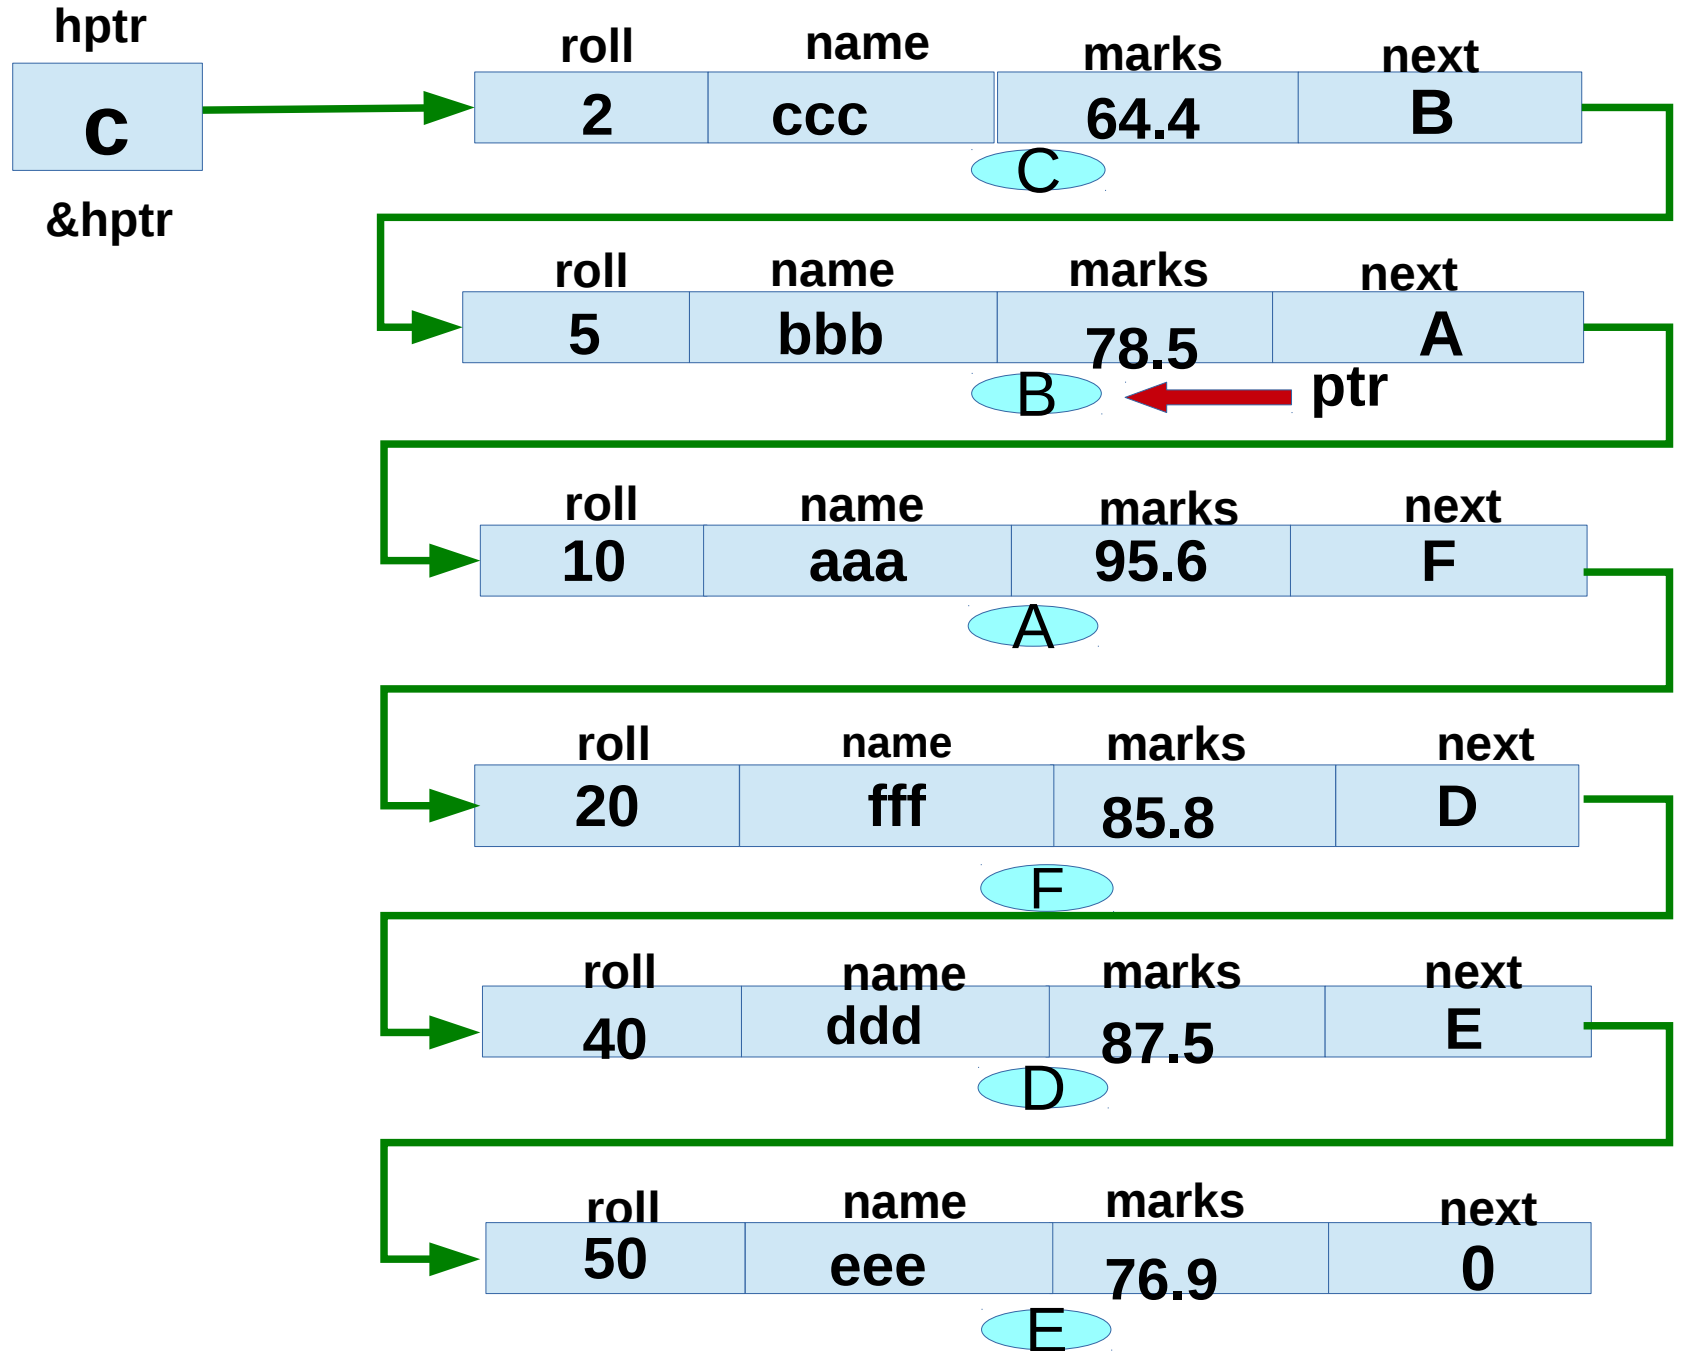 hptr
c
&hptr
roll name marks next
2 ccc 64.4 B
C
roll name marks next
5 bbb 78.5 A
B ptr
roll name marks next
10 aaa 95.6 F
A
roll name marks next
20 fff 85.8 D
F
roll name marks next
40 ddd 87.5 E
D
roll name marks next
50 eee 76.9 0
E